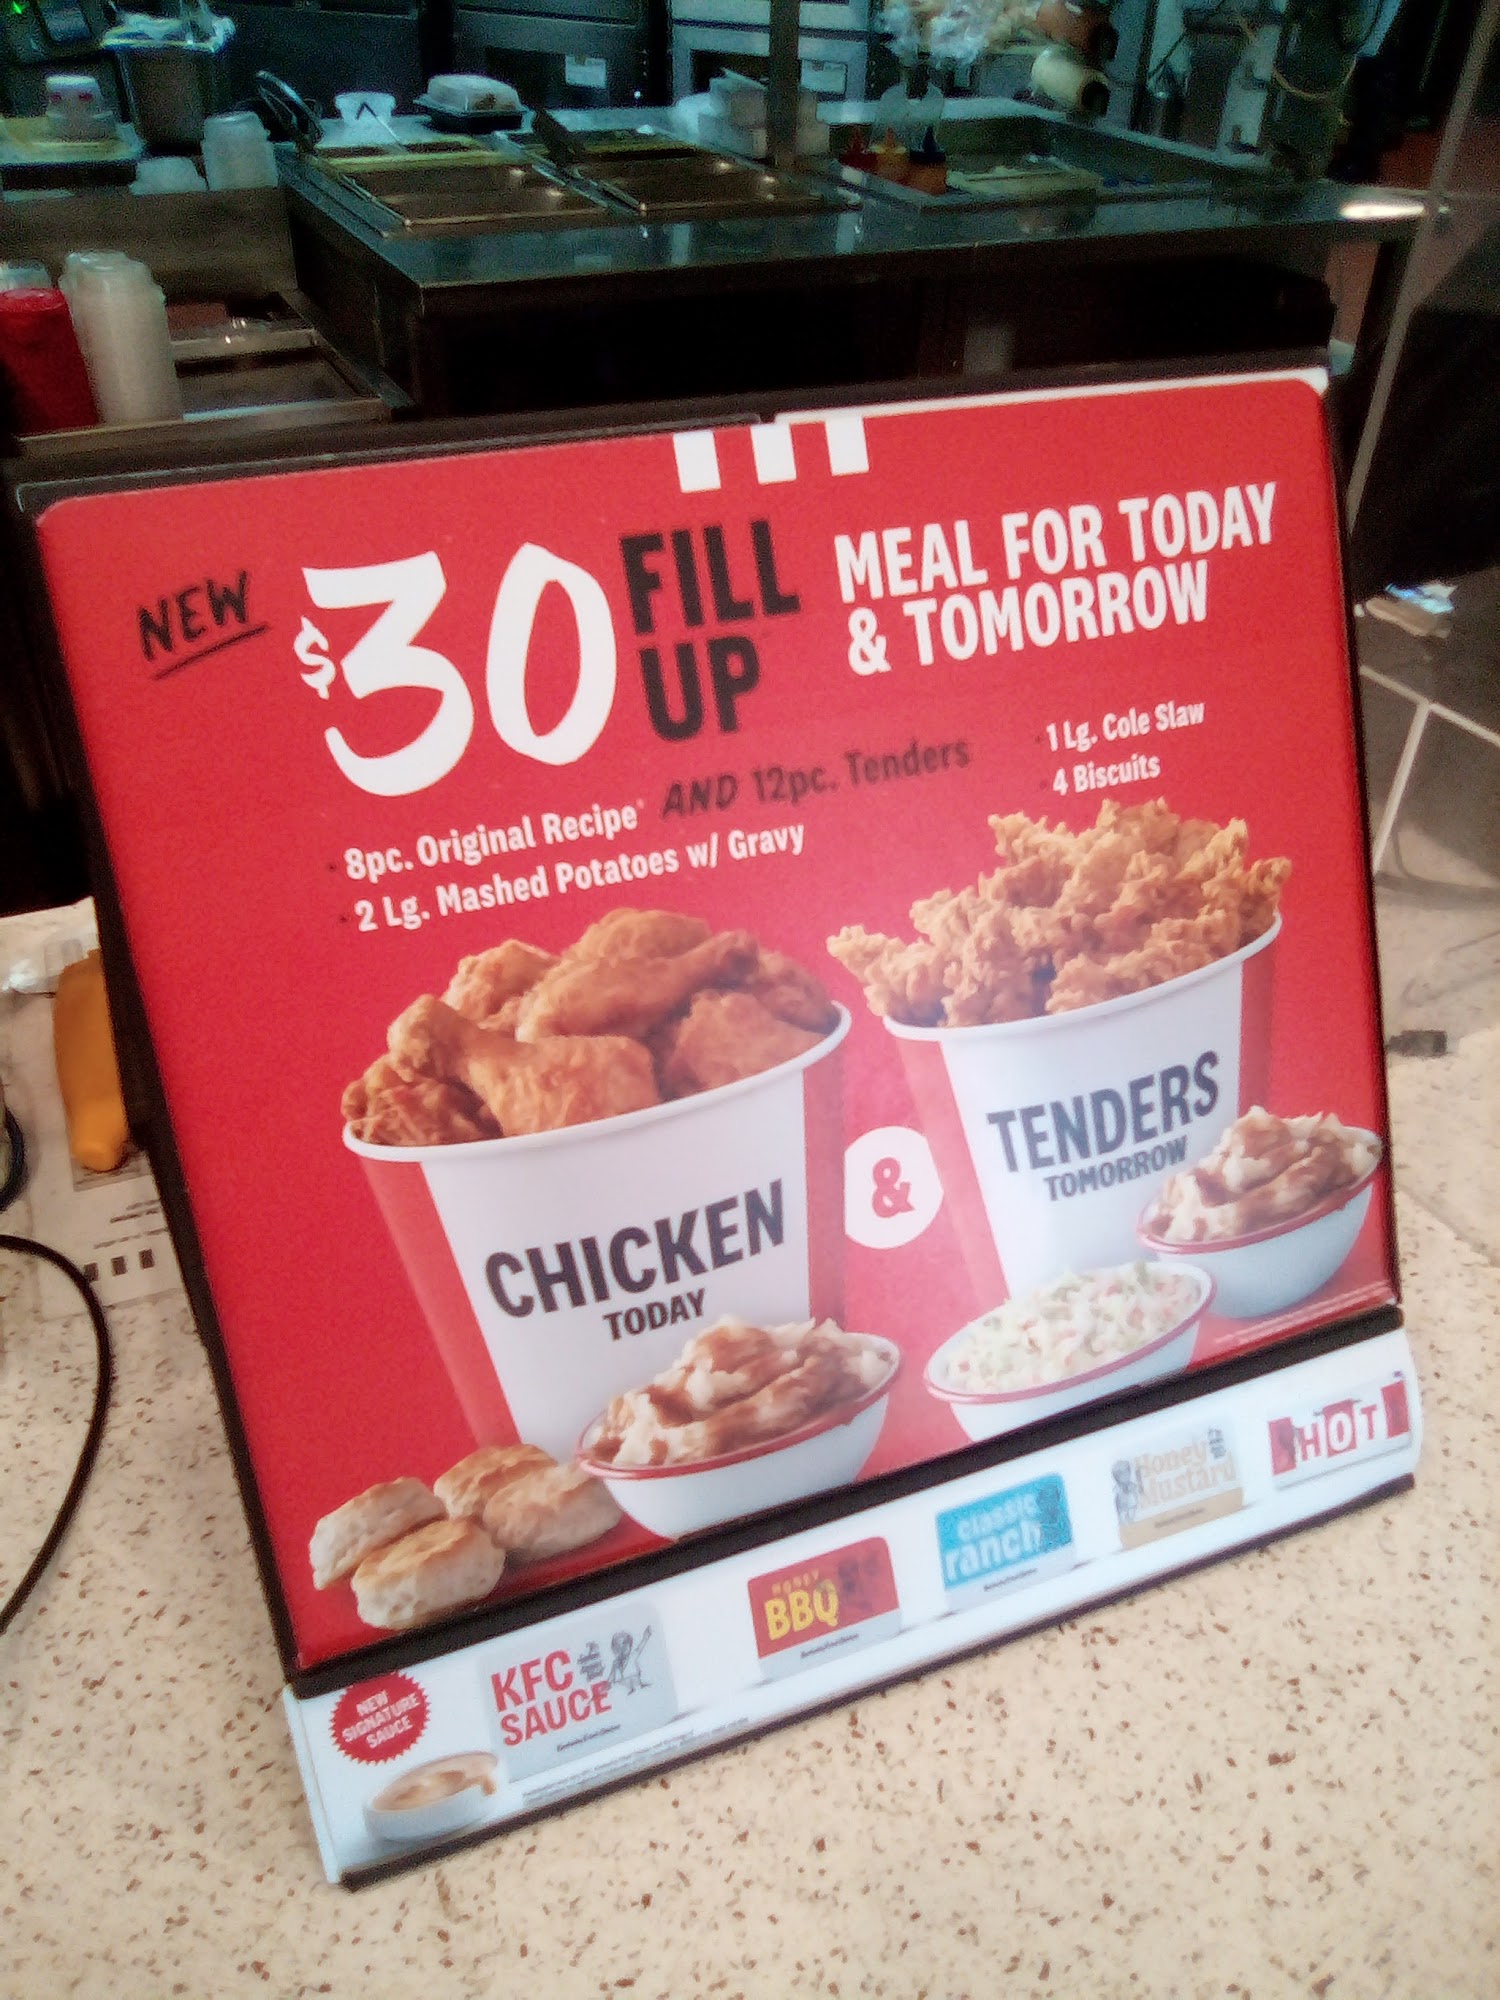 NEW
$30
FILL
UP
MEAL FOR TODAY
& TOMORROW
8pc. Original Recipe® AND 12pc. Tenders
2 Lg. Mashed Potatoes w/ Gravy
1 Lg. Cole Slaw
4 Biscuits
CHICKEN
TODAY
&
TENDERS
TOMORROW
NEW
SIGNATURE
SAUCE
KFC
SAUCE
HONEY
BBQ
classic
ranch
Honey
Mustard
HOT